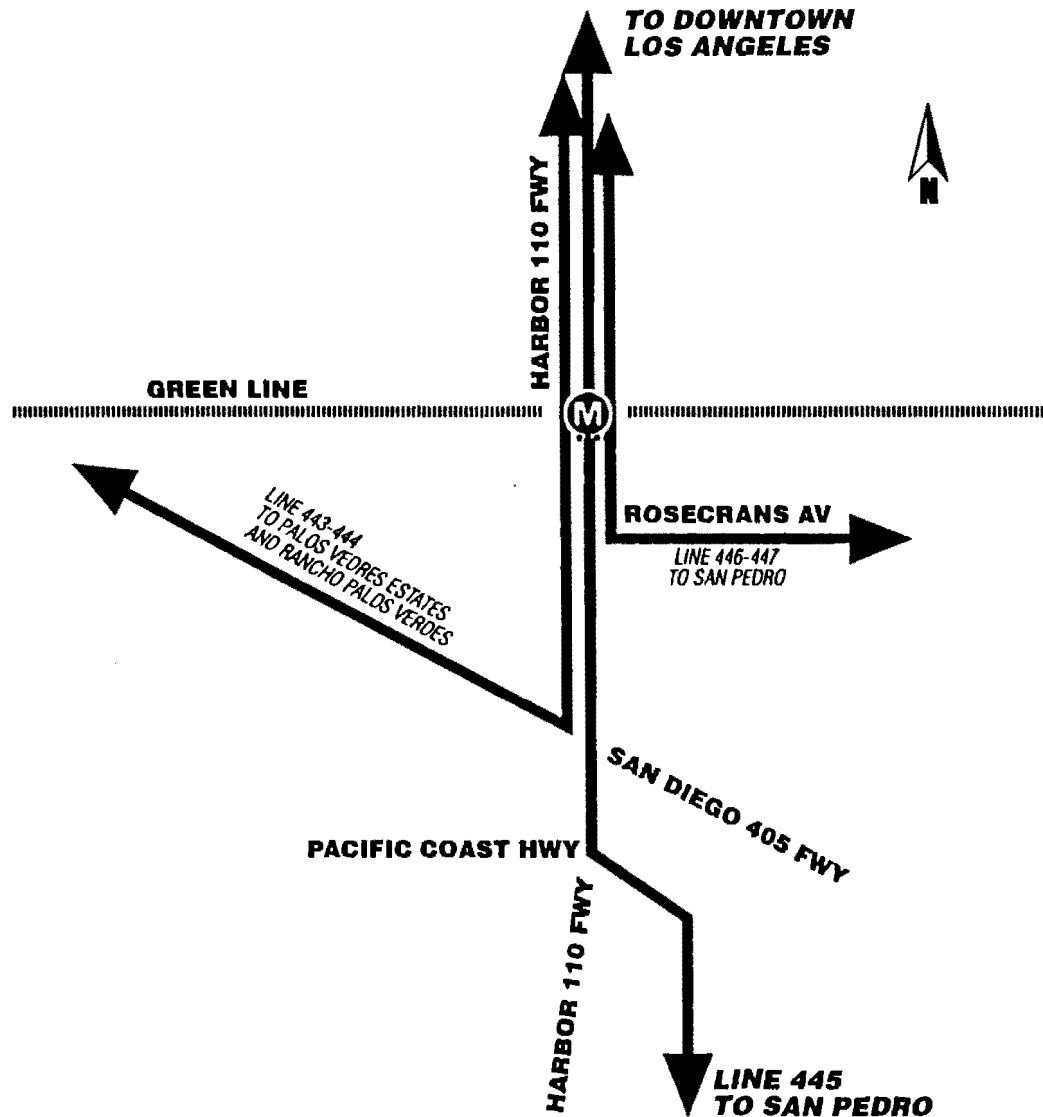 TO DOWNTOWN
LOS ANGELES
N
HARBOR 110 FWY
GREEN LINE
M
LINE 443-444
TO PALOS VEDRES ESTATES
AND RANCHO PALOS VERDES
ROSECRANS AV
LINE 446-447
TO SAN PEDRO
SAN DIEGO 405 FWY
PACIFIC COAST HWY
HARBOR 110 FWY
LINE 445
TO SAN PEDRO